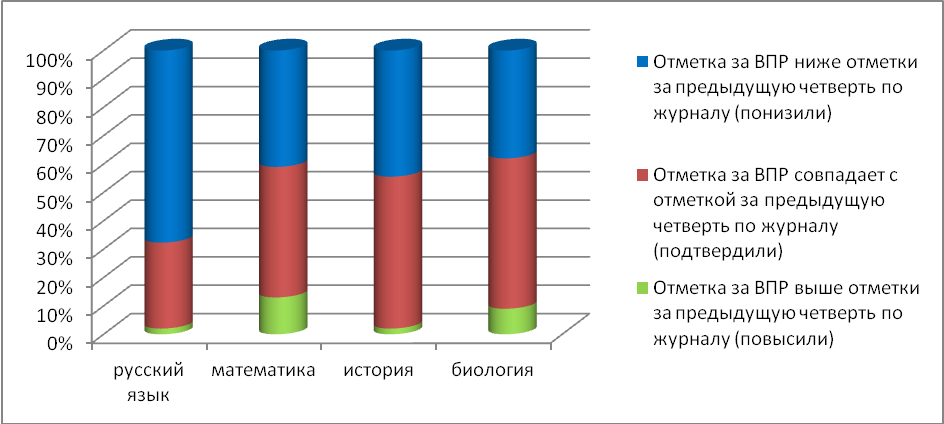 100%
90%
80%
70%
60%
50%
40%
30%
20%
10%
0%
русский
язык
математика
история
биология
Отметка за ВПР ниже отметки
за предыдущую четверть по
журналу (понизили)
Отметка за ВПР совпадает с
отметкой за предыдущую
четверть по журналу
(подтвердили)
Отметка за ВПР выше отметки
за предыдущую четверть по
журналу (повысили)